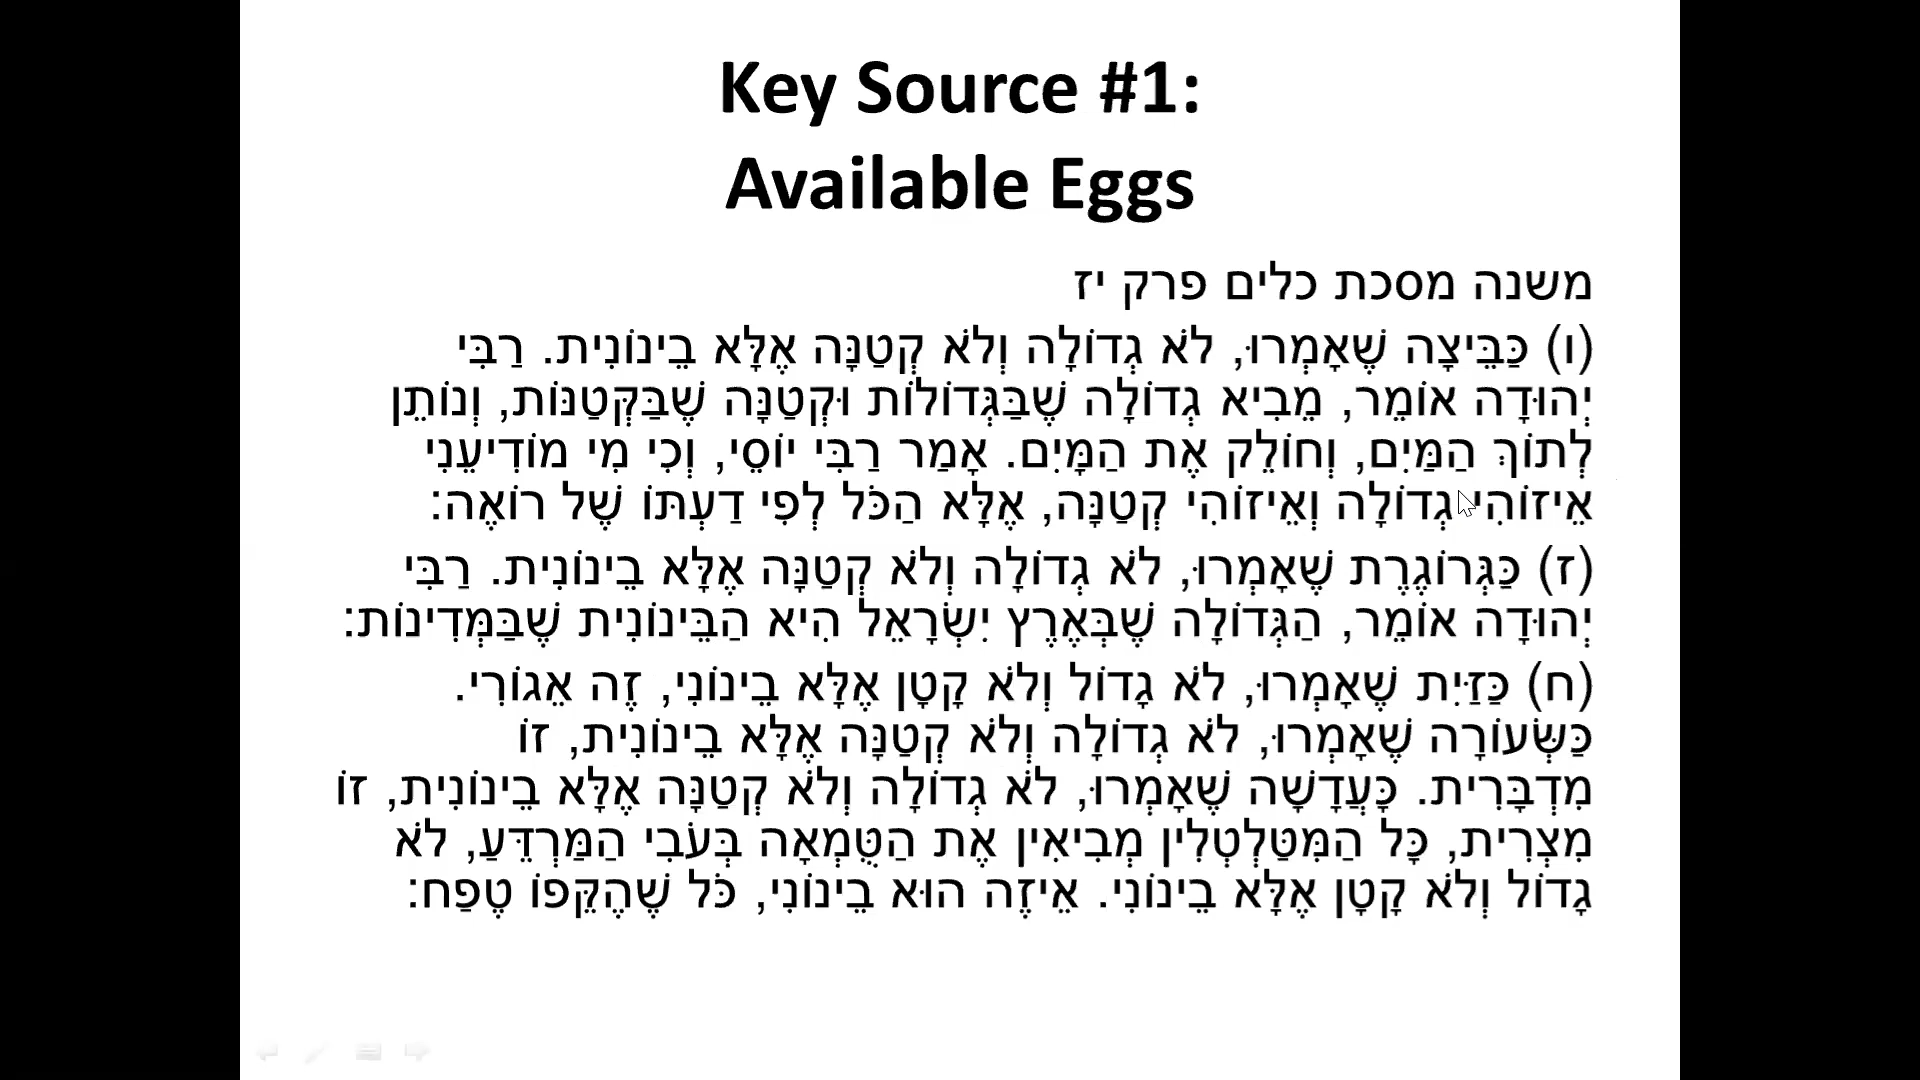 Key Source #1:
Available Eggs
משנה מסכת כלים פרק יז
(ו) כַּבֵּיצָה שֶׁאָמְרוּ, לֹא גְדוֹלָה וְלֹא קְטַנָּה אֶלָּא בֵינוֹנִית. רַבִּי
יְהוּדָה אוֹמֵר, מֵבִיא גְדוֹלָה שֶׁבַּגְּדוֹלוֹת וּקְטַנָּה שֶׁבַּקְּטַנּוֹת, וְנוֹתֵן
לְתוֹךְ הַמַּיִם, וְחוֹלֵק אֶת הַמָּיִם. אָמַר רַבִּי יוֹסֵי, וְכִי מִי מוֹדִיעֵנִי
אֵיזוֹהִי גְדוֹלָה וְאֵיזוֹהִי קְטַנָּה, אֶלָּא הַכֹּל לְפִי דַעְתּוֹ שֶׁל רוֹאֶה:
(ז) כַּגְּרוֹגֶרֶת שֶׁאָמְרוּ, לֹא גְדוֹלָה וְלֹא קְטַנָּה אֶלָּא בֵינוֹנִית. רַבִּי
יְהוּדָה אוֹמֵר, הַגְּדוֹלָה שֶׁבְּאֶרֶץ יִשְׂרָאֵל הִיא הַבֵּינוֹנִית שֶׁבַּמְּדִינוֹת:
(ח) כַּזַּיִת שֶׁאָמְרוּ, לֹא גָדוֹל וְלֹא קָטָן אֶלָּא בֵינוֹנִי, זֶה אֵגוֹרִי.
כַּשְּׂעוֹרָה שֶׁאָמְרוּ, לֹא גְדוֹלָה וְלֹא קְטַנָּה אֶלָּא בֵינוֹנִית, זוֹ
מִדְבָּרִית. כָּעֲדָשָׁה שֶׁאָמְרוּ, לֹא גְדוֹלָה וְלֹא קְטַנָּה אֶלָּא בֵינוֹנִית, זוֹ
מִצְרִית, כָּל הַמִּטַּלְטְלִין מְבִיאִין אֶת הַטֻּמְאָה בְּעֹבִי הַמַּרְדֵּעַ, לֹא
גָדוֹל וְלֹא קָטָן אֶלָּא בֵינוֹנִי. אֵיזֶה הוּא בֵינוֹנִי, כֹּל שֶׁהֶקֵּפוֹ טֶפַח: